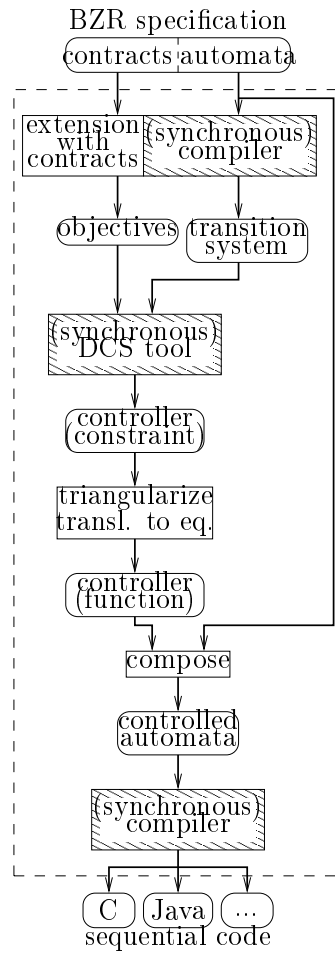 BZR specification
contracts automata
extension
with
contracts
(synchronous)
compiler
objectives
transition
system
(synchronous)
DCS tool
controller
(constraint)
triangularize
transl. to eq.
controller
(function)
compose
controlled
automata
(synchronous)
compiler
C Java ...
sequential code